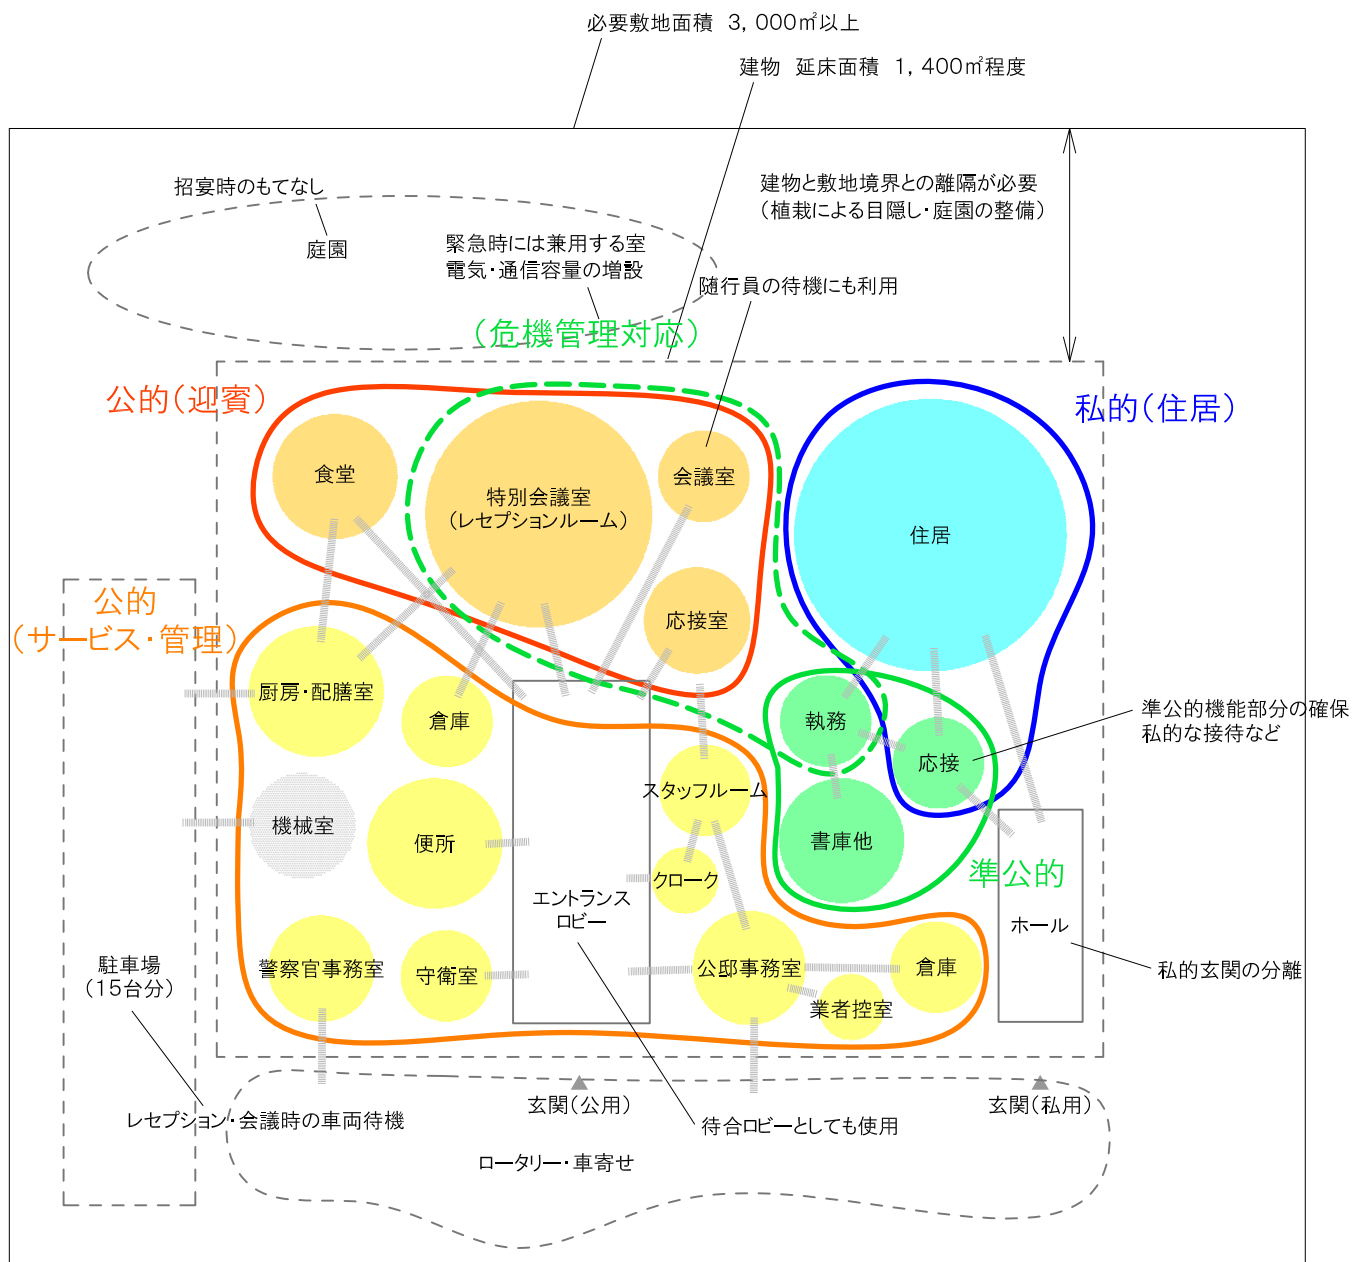 必要敷地面積 3,000㎡以上
建物 延床面積 1,400㎡程度
招宴時のもてなし
庭園
緊急時には兼用する室
電気・通信容量の増設
建物と敷地境界との離隔が必要
(植栽による目隠し・庭園の整備)
随行員の待機にも利用
(危機管理対応)
公的(迎賓)
私的(住居)
食堂
特別会議室
(レセプションルーム)
会議室
住居
公的
(サービス・管理)
応接室
厨房・配膳室
倉庫
執務
応接
準公的機能部分の確保
私的な接待など
スタッフルーム
機械室
便所
書庫他
クローク
準公的
エントランス
ロビー
ホール
駐車場
(15台分)
警察官事務室
守衛室
公邸事務室
倉庫
業者控室
私的玄関の分離
レセプション・会議時の車両待機
玄関(公用)
玄関(私用)
待合ロビーとしても使用
ロータリー・車寄せ